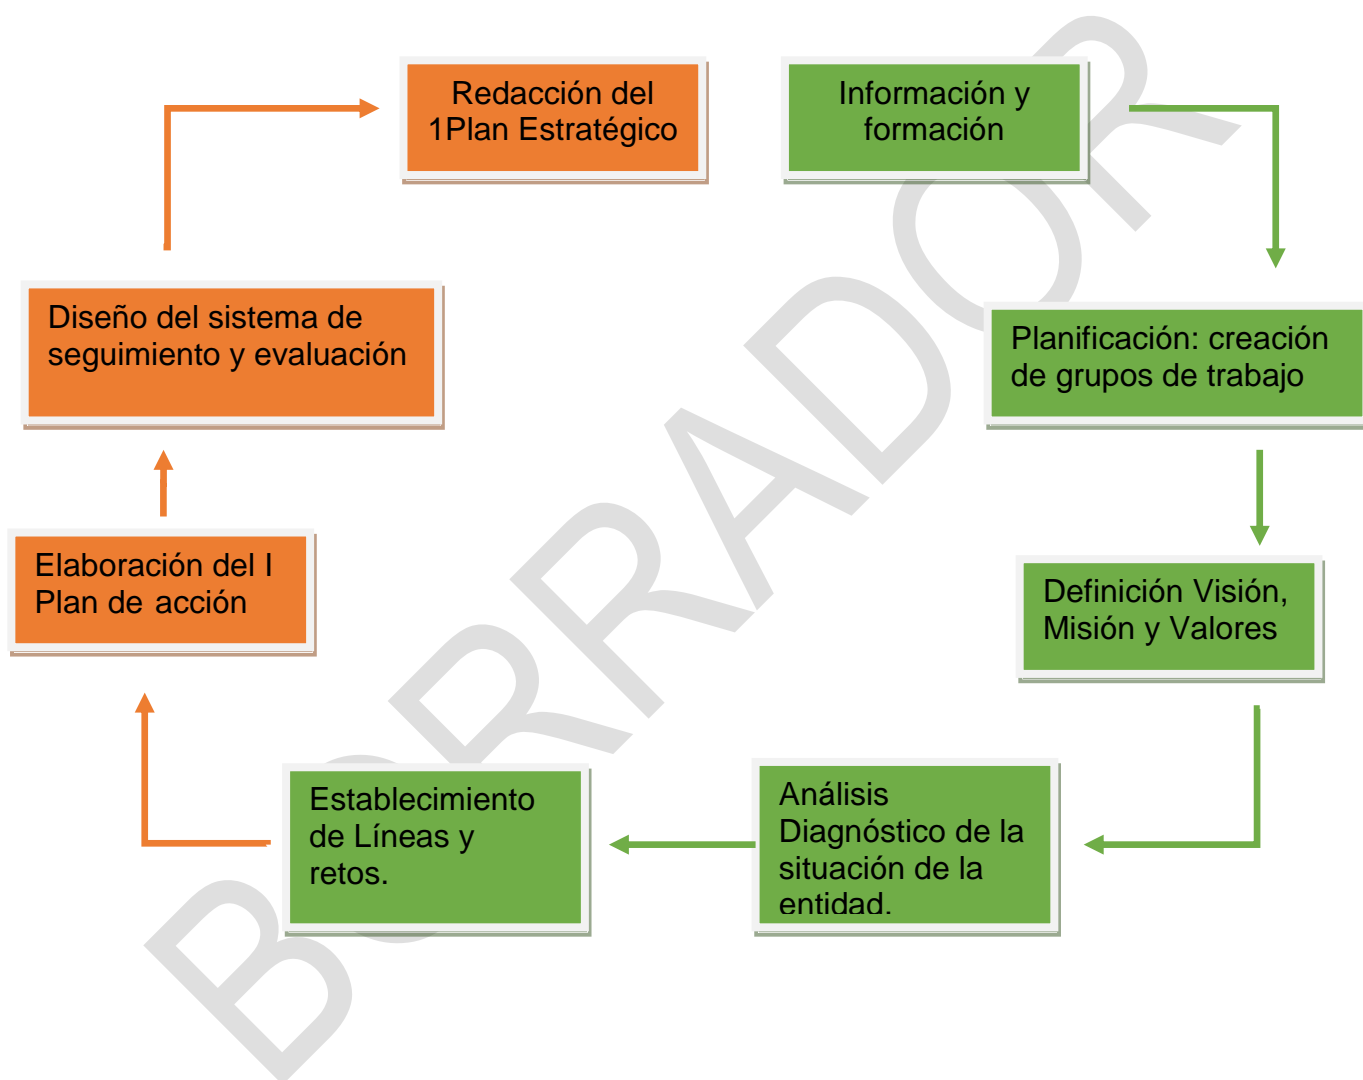 Redacción del
1Plan Estratégico
Información y
formación
Diseño del sistema de
seguimiento y evaluación
Planificación: creación
de grupos de trabajo
Elaboración del I
Plan de acción
Definición Visión,
Misión y Valores
Establecimiento
de Líneas y
retos.
Análisis
Diagnóstico de la
situación de la
entidad.
BORRADOR